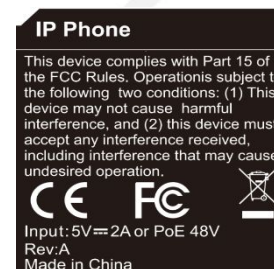 IP Phone
This device complies with Part 15 of
the FCC Rules. Operationis subject t
the following two conditions: (1) This
device may not cause harmful
interference, and (2) this device must
accept any interference received,
including interference that may cause
undesired operation.
CE FC
Input:5V⎓2A or PoE 48V
Rev:A
Made in China